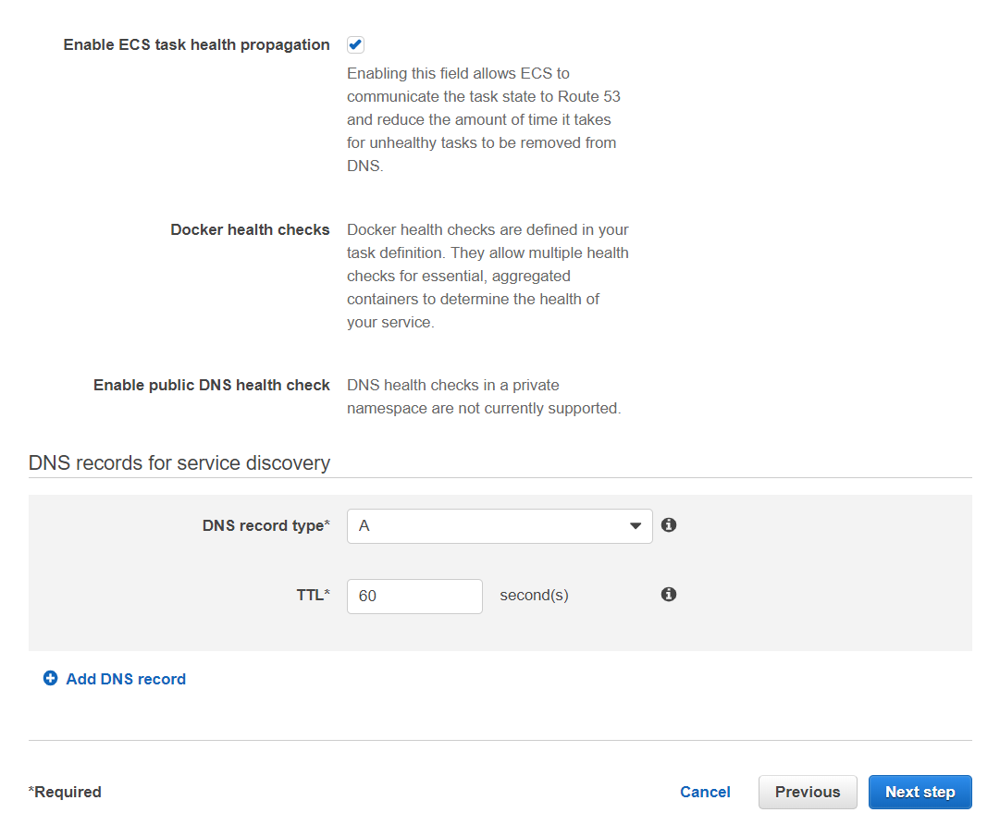 Enable ECS task health propagation
Enabling this field allows ECS to
communicate the task state to Route 53
and reduce the amount of time it takes
for unhealthy tasks to be removed from
DNS.
Docker health checks
Docker health checks are defined in your
task definition. They allow multiple health
checks for essential, aggregated
containers to determine the health of
your service.
Enable public DNS health check
DNS health checks in a private
namespace are not currently supported.
DNS records for service discovery
DNS record type* A
TTL* 60 second(s)
Add DNS record
*Required Cancel Previous Next step